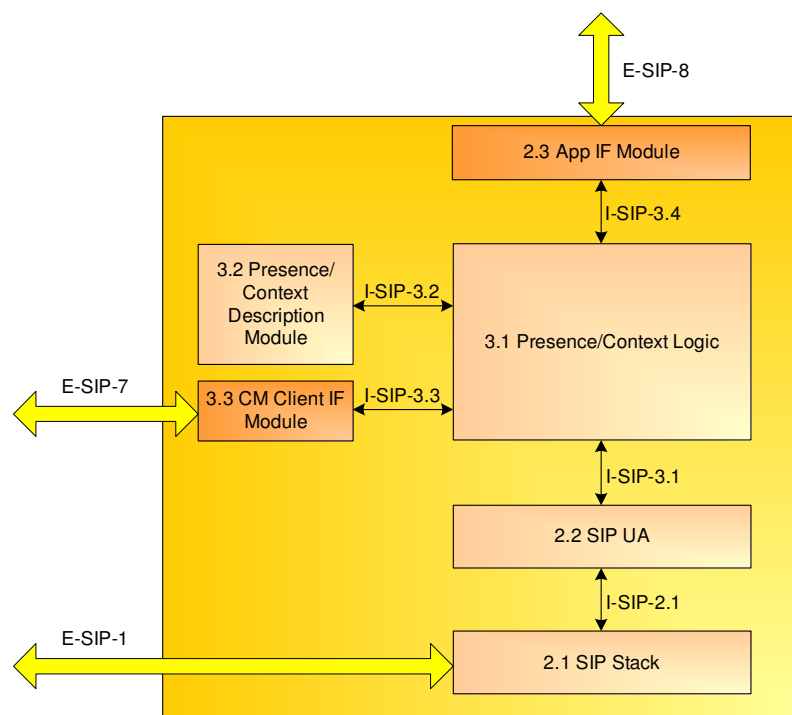 E-SIP-8
2.3 App IF Module
I-SIP-3.4
3.2 Presence/
Context
Description
Module
I-SIP-3.2
3.1 Presence/Context Logic
E-SIP-7
3.3 CM Client IF
Module
I-SIP-3.3
I-SIP-3.1
2.2 SIP UA
I-SIP-2.1
E-SIP-1
2.1 SIP Stack